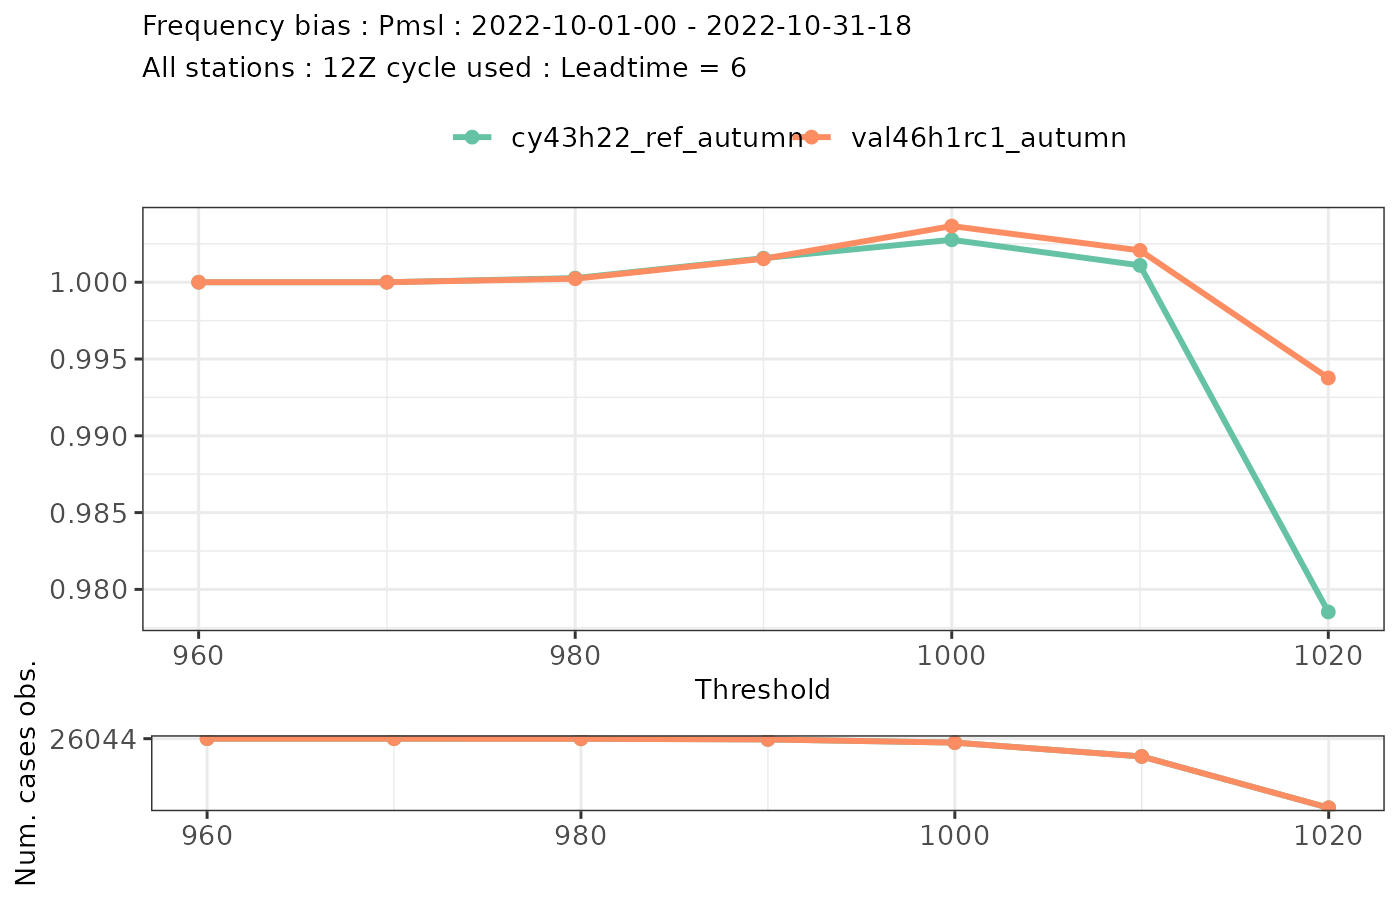 Frequency bias : Pmsl : 2022-10-01-00 - 2022-10-31-18
All stations : 12Z cycle used : Leadtime = 6
cy43h22_ref_autumn val46h1rc1_autumn
1.000
0.995
0.990
0.985
0.980
960 980 1000 1020
Threshold
Num. cases obs.
26044
960 980 1000 1020